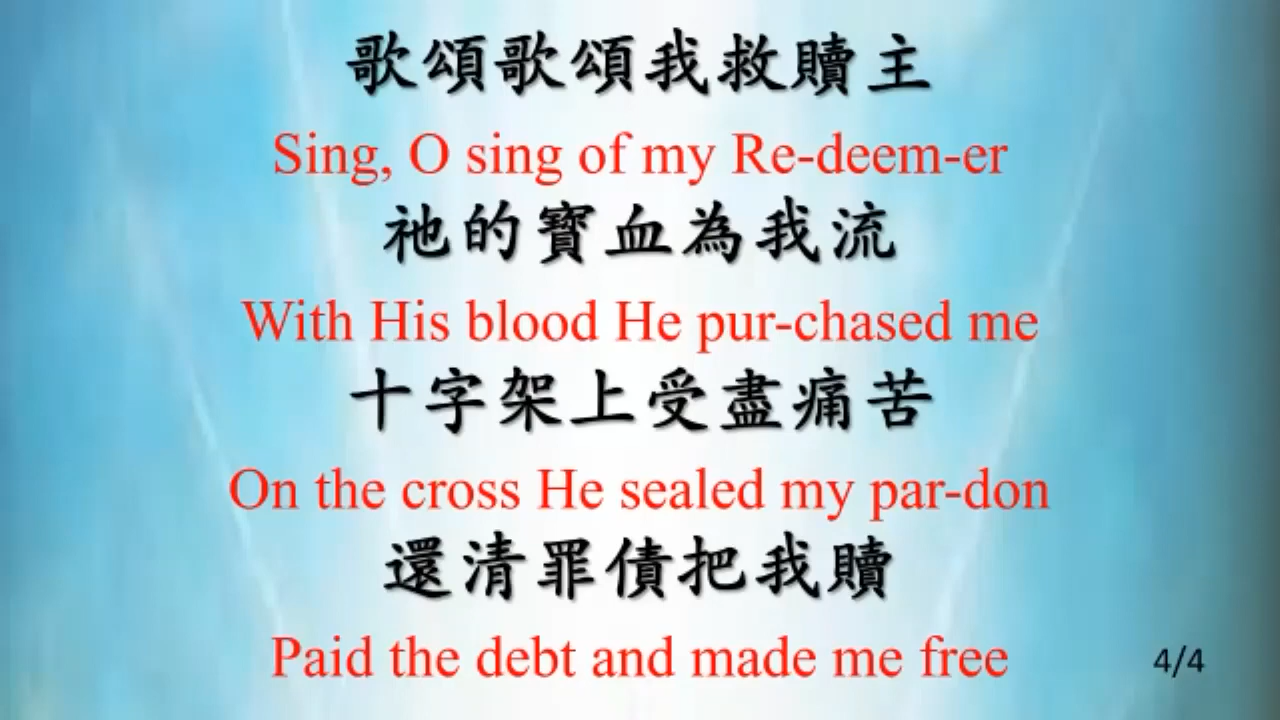 歌頌歌頌我救贖主
Sing, O sing of my Re-deem-er
祂的寶血為我流
With His blood He pur-chased me
十字架上受盡痛苦
On the cross He sealed my par-don
還清罪債把我贖
Paid the debt and made me free
4/4